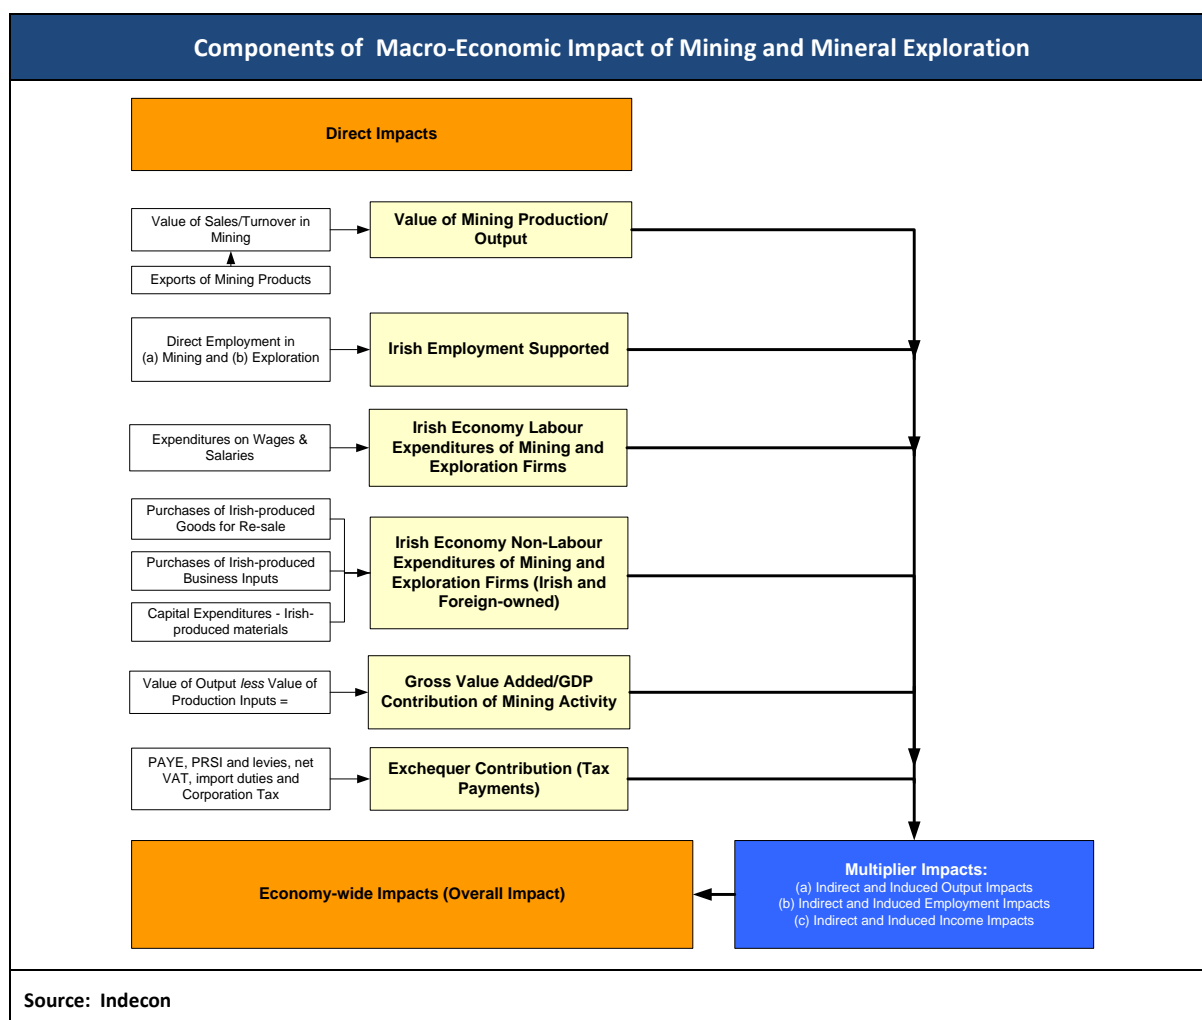 Components of  Macro-Economic Impact of Mining and Mineral Exploration
Direct Impacts
Value of Sales/Turnover in
Mining
Exports of Mining Products
Value of Mining Production/
Output
Direct Employment in
(a) Mining and (b) Exploration
Irish Employment Supported
Expenditures on Wages &
Salaries
Irish Economy Labour
Expenditures of Mining and
Exploration Firms
Purchases of Irish-produced
Goods for Re-sale
Purchases of Irish-produced
Business Inputs
Capital Expenditures - Irish-
produced materials
Irish Economy Non-Labour
Expenditures of Mining and
Exploration Firms (Irish and
Foreign-owned)
Value of Output less Value of
Production Inputs =
Gross Value Added/GDP
Contribution of Mining Activity
PAYE, PRSI and levies, net
VAT, import duties and
Corporation Tax
Exchequer Contribution (Tax
Payments)
Economy-wide Impacts (Overall Impact)
Multiplier Impacts:
(a) Indirect and Induced Output Impacts
(b) Indirect and Induced Employment Impacts
(c) Indirect and Induced Income Impacts
Source:  Indecon